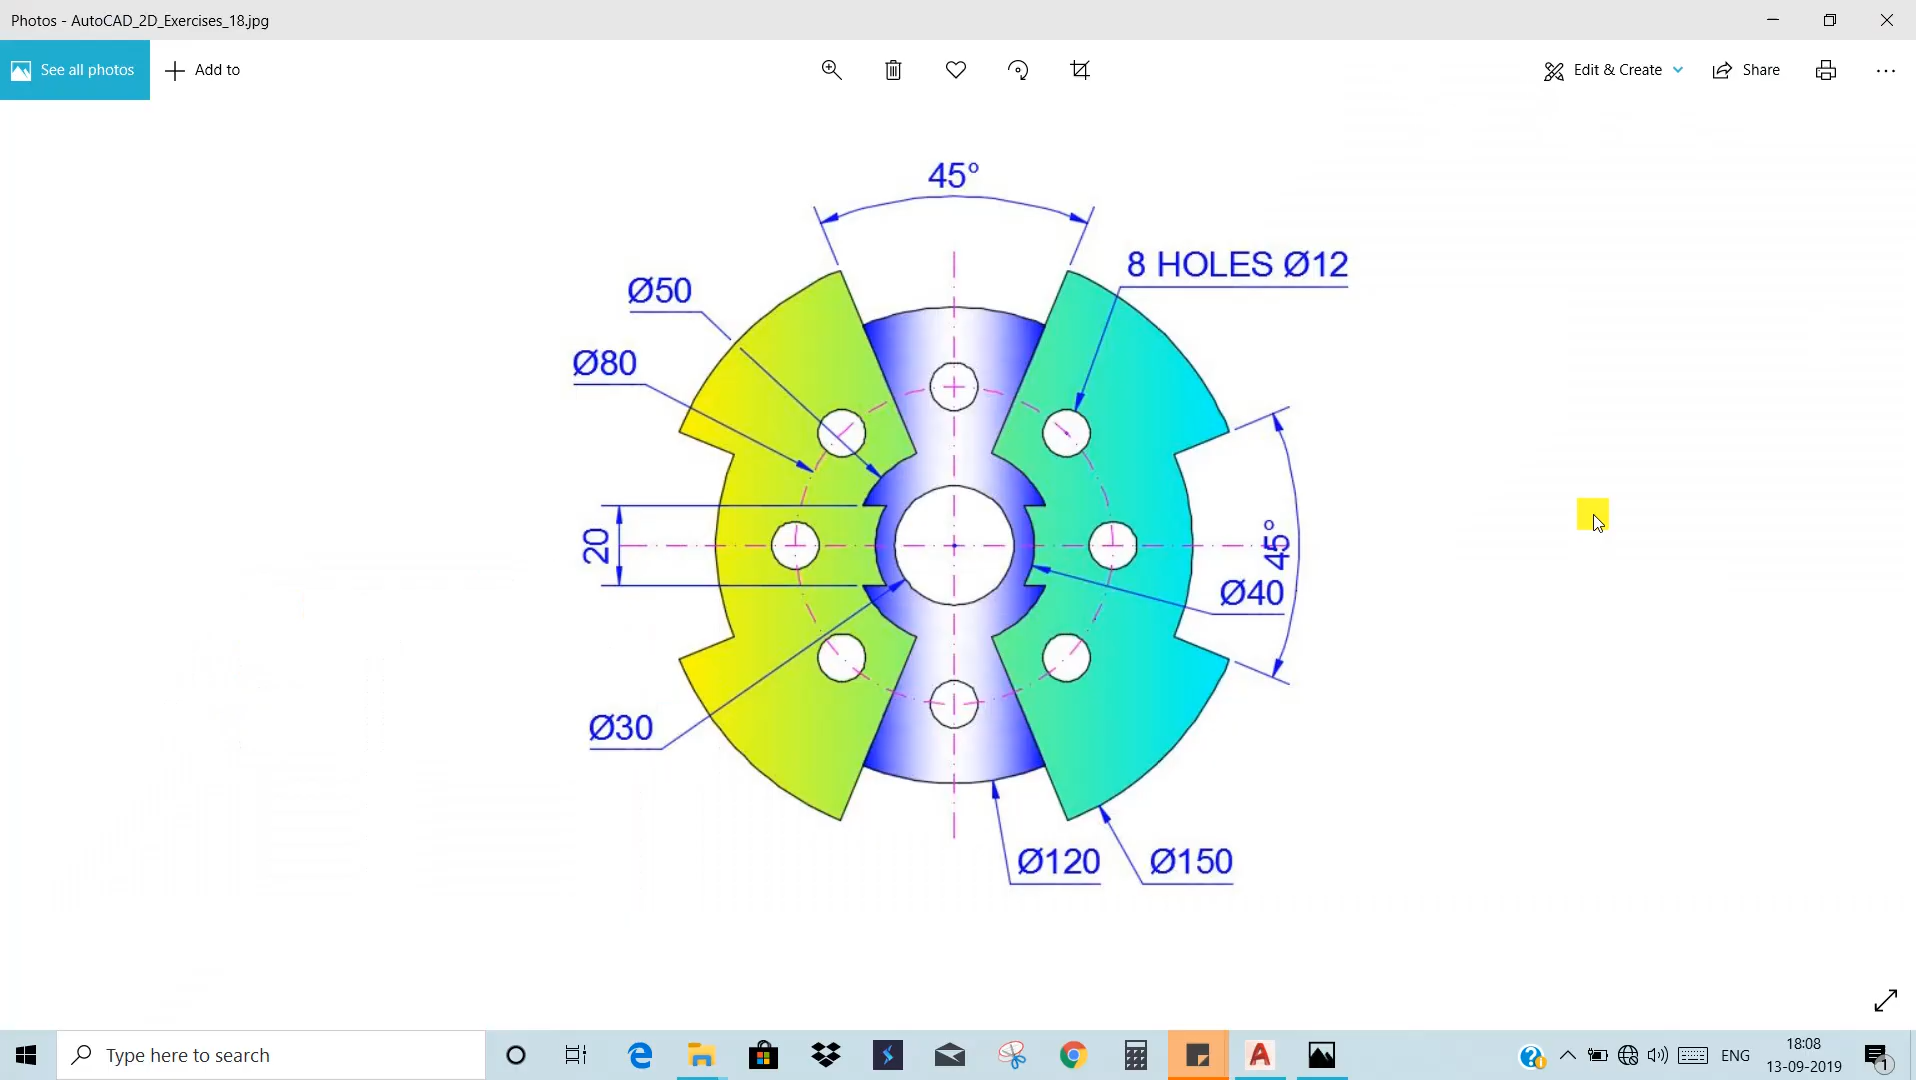 Photos - AutoCAD_2D_Exercises_18.jpg
See all photos
Add to
Edit & Create
Share
45°
8 HOLES Ø12
Ø50
Ø80
20
45°
Ø40
Ø30
Ø120
Ø150
Type here to search
ENG
18:08
13-09-2019
1